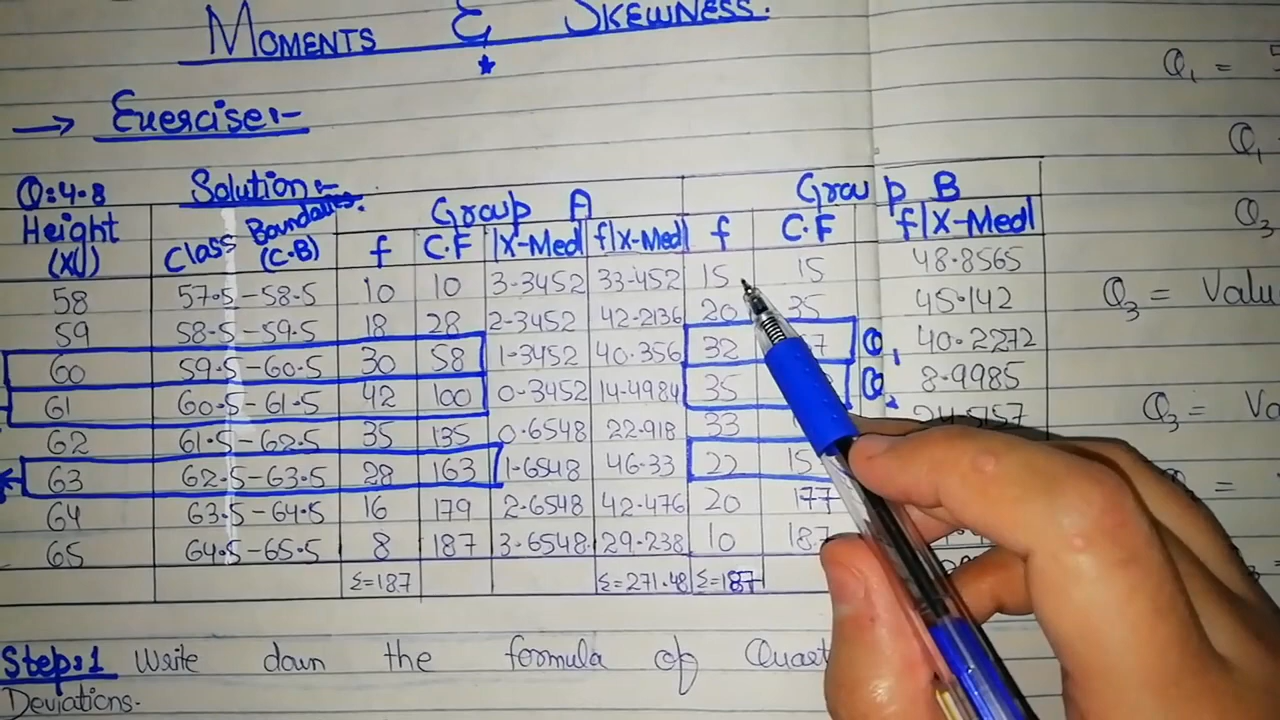 MOMENTS & SKEWNESS.
→ Exercise:-
Q:4.8 Solution:-
Group A Group B
Height (X) Class Boundaries. (C.B) f C.F |X-Med| f|X-Med| f C.F f|X-Med|
58 57.5-58.5 10 10 3.3452 33.452 15 15 48.8565
59 58.5-59.5 18 28 2.3452 42.2136 20 35 45.142
60 59.5-60.5 30 58 1.3452 40.356 32 Q₁ 40.2272
61 60.5-61.5 42 100 0.3452 14.4984 35 Q₂ 8.9985
62 61.5-62.5 35 135 0.6548 22.918 33
63 62.5-63.5 28 163 1.6548 46.33 22
64 63.5-64.5 16 179 2.6548 42.476 20 177
65 64.5-65.5 8 187 3.6548 29.238 10 187
Σ=187 Σ=271.48 Σ=187
Step:1 Write down the formula of
Deviations.
Q₁ =
Q₁
Q₃
Q₃ =
Q₃ =
=